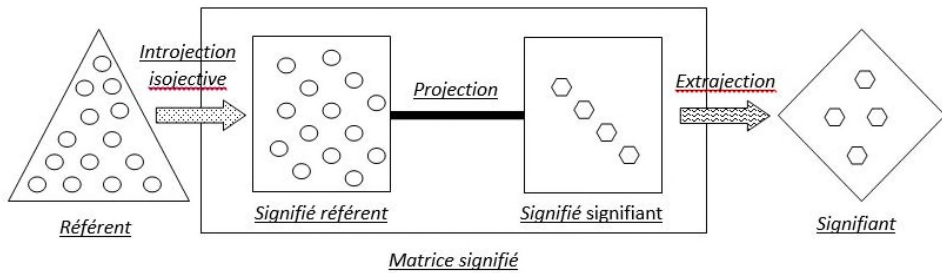 Introjection
isojective
Projection
Extrajection
Référent
Signifié référent
Signifié signifiant
Signifiant
Matrice signifié